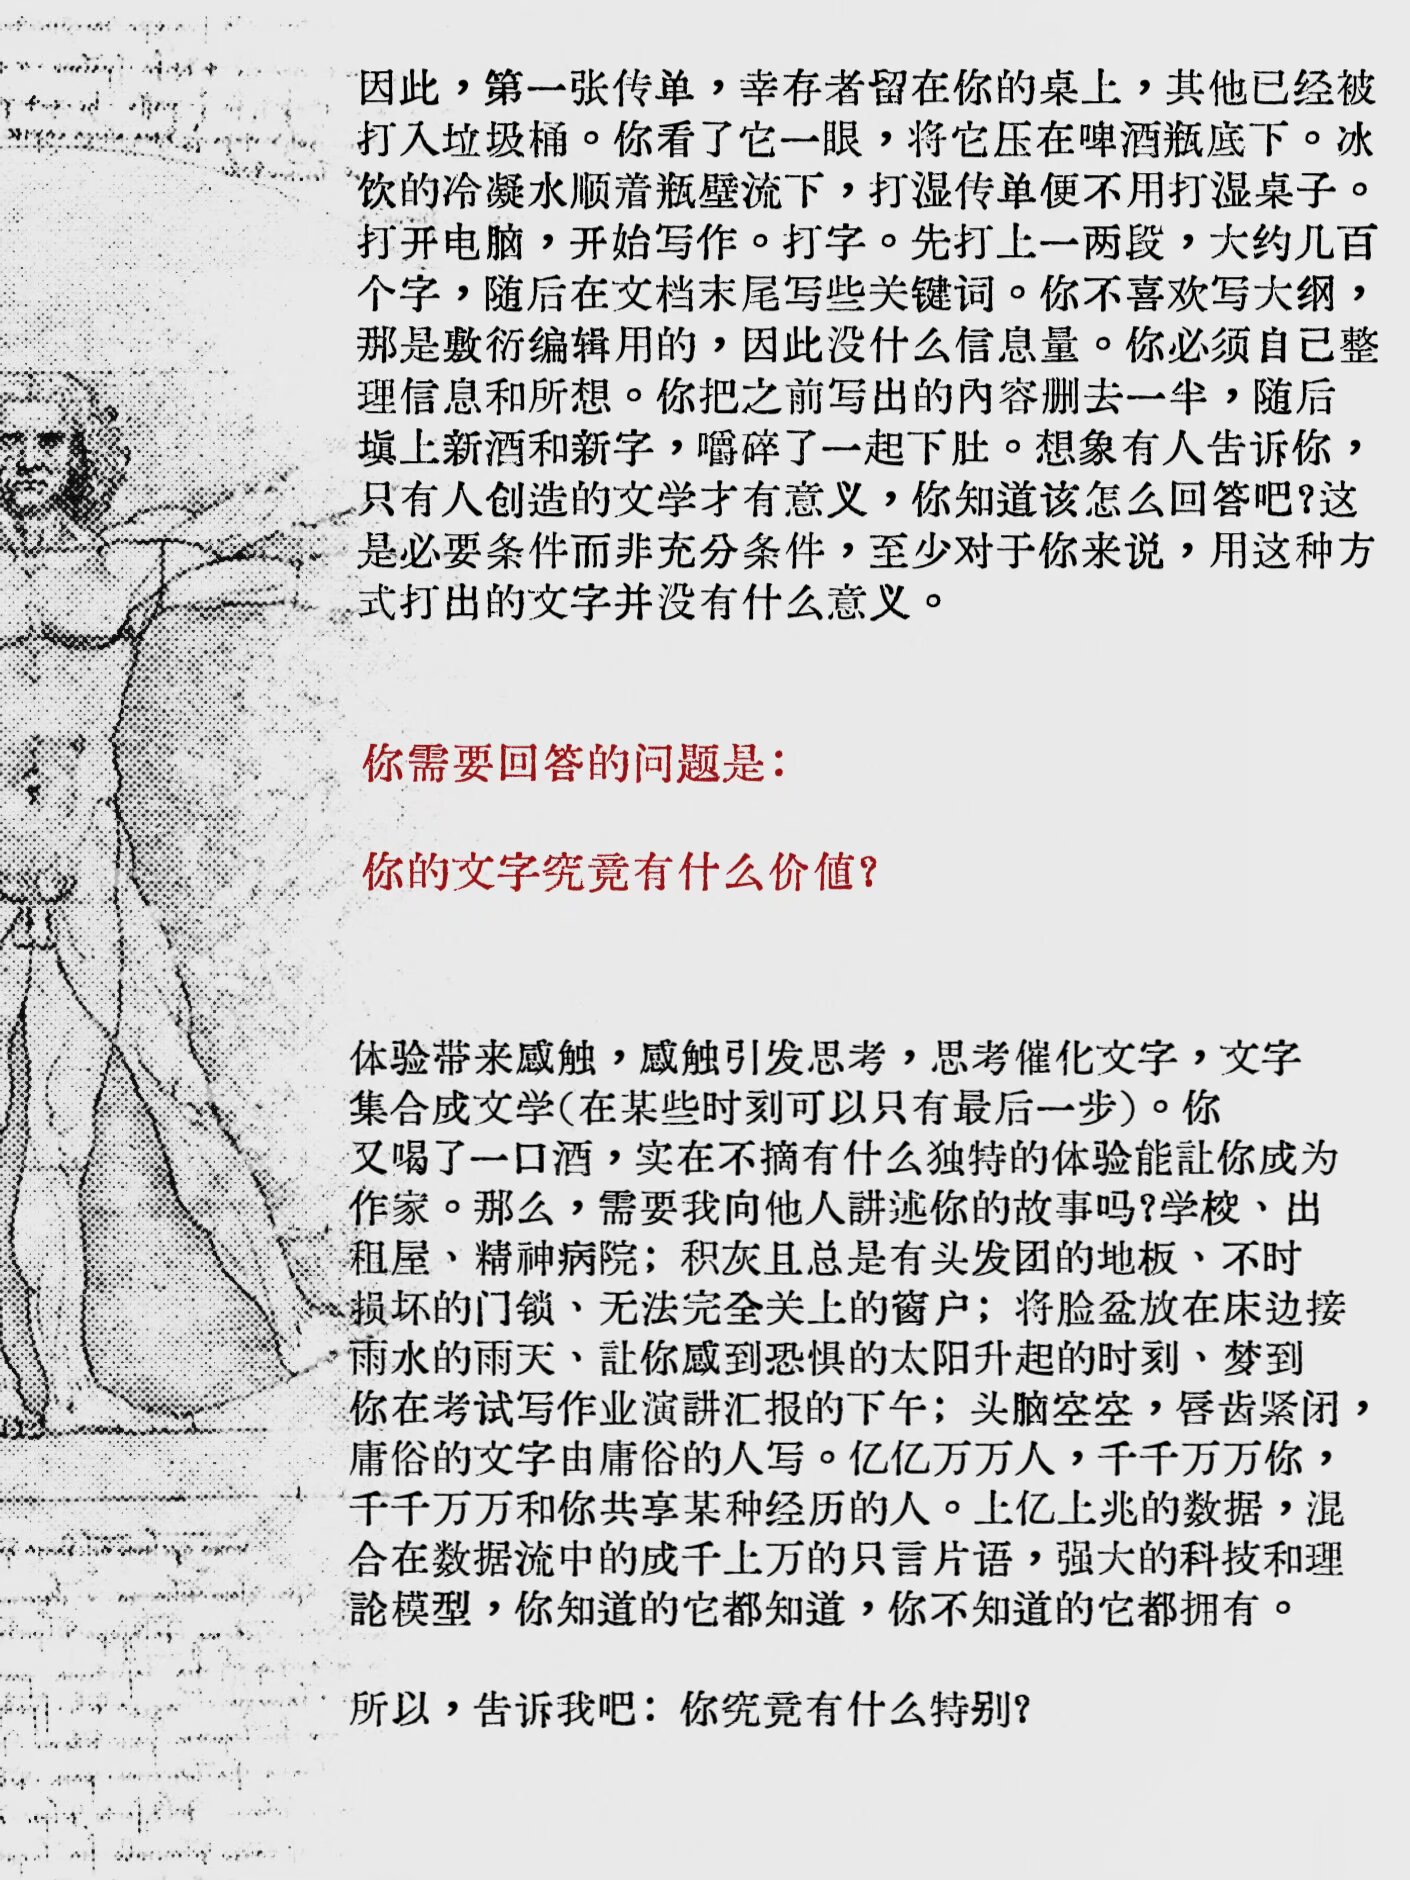 因此，第一张传单，幸存者留在你的桌上，其他已经被
打入垃圾桶。你看了它一眼，将它压在啤酒瓶底下。冰
饮的冷凝水顺着瓶壁流下，打湿传单便不用打湿桌子。
打开电脑，开始写作。打字。先打上一两段，大约几百
个字，随后在文档末尾写些关键词。你不喜欢写大纲，
那是敷衍编辑用的，因此没什么信息量。你必须自己整
理信息和所想。你把之前写出的内容删去一半，随后
填上新酒和新字，嚼碎了一起下肚。想象有人告诉你，
只有人创造的文学才有意义，你知道该怎么回答吧?这
是必要条件而非充分条件，至少对于你来说，用这种方
式打出的文字并没有什么意义。
你需要回答的问题是：
你的文字究竟有什么价值?
体验带来感触，感触引发思考，思考催化文字，文字
集合成文学(在某些时刻可以只有最后一步)。你
又喝了一口酒，实在不摘有什么独特的体验能讓你成为
作家。那么，需要我向他人講述你的故事吗?学校、出
租屋、精神病院；积灰且总是有头发团的地板、不时
损坏的门锁、无法完全关上的窗户；将脸盆放在床边接
雨水的雨天、讓你感到恐惧的太阳升起的时刻、梦到
你在考试写作业演講汇报的下午；头脑空空，唇齿紧闭，
庸俗的文字由庸俗的人写。亿亿万万人，千千万万你，
千千万万和你共享某种经历的人。上亿上兆的数据，混
合在数据流中的成千上万的只言片语，强大的科技和理
論模型，你知道的它都知道，你不知道的它都拥有。
所以，告诉我吧：你究竟有什么特别?